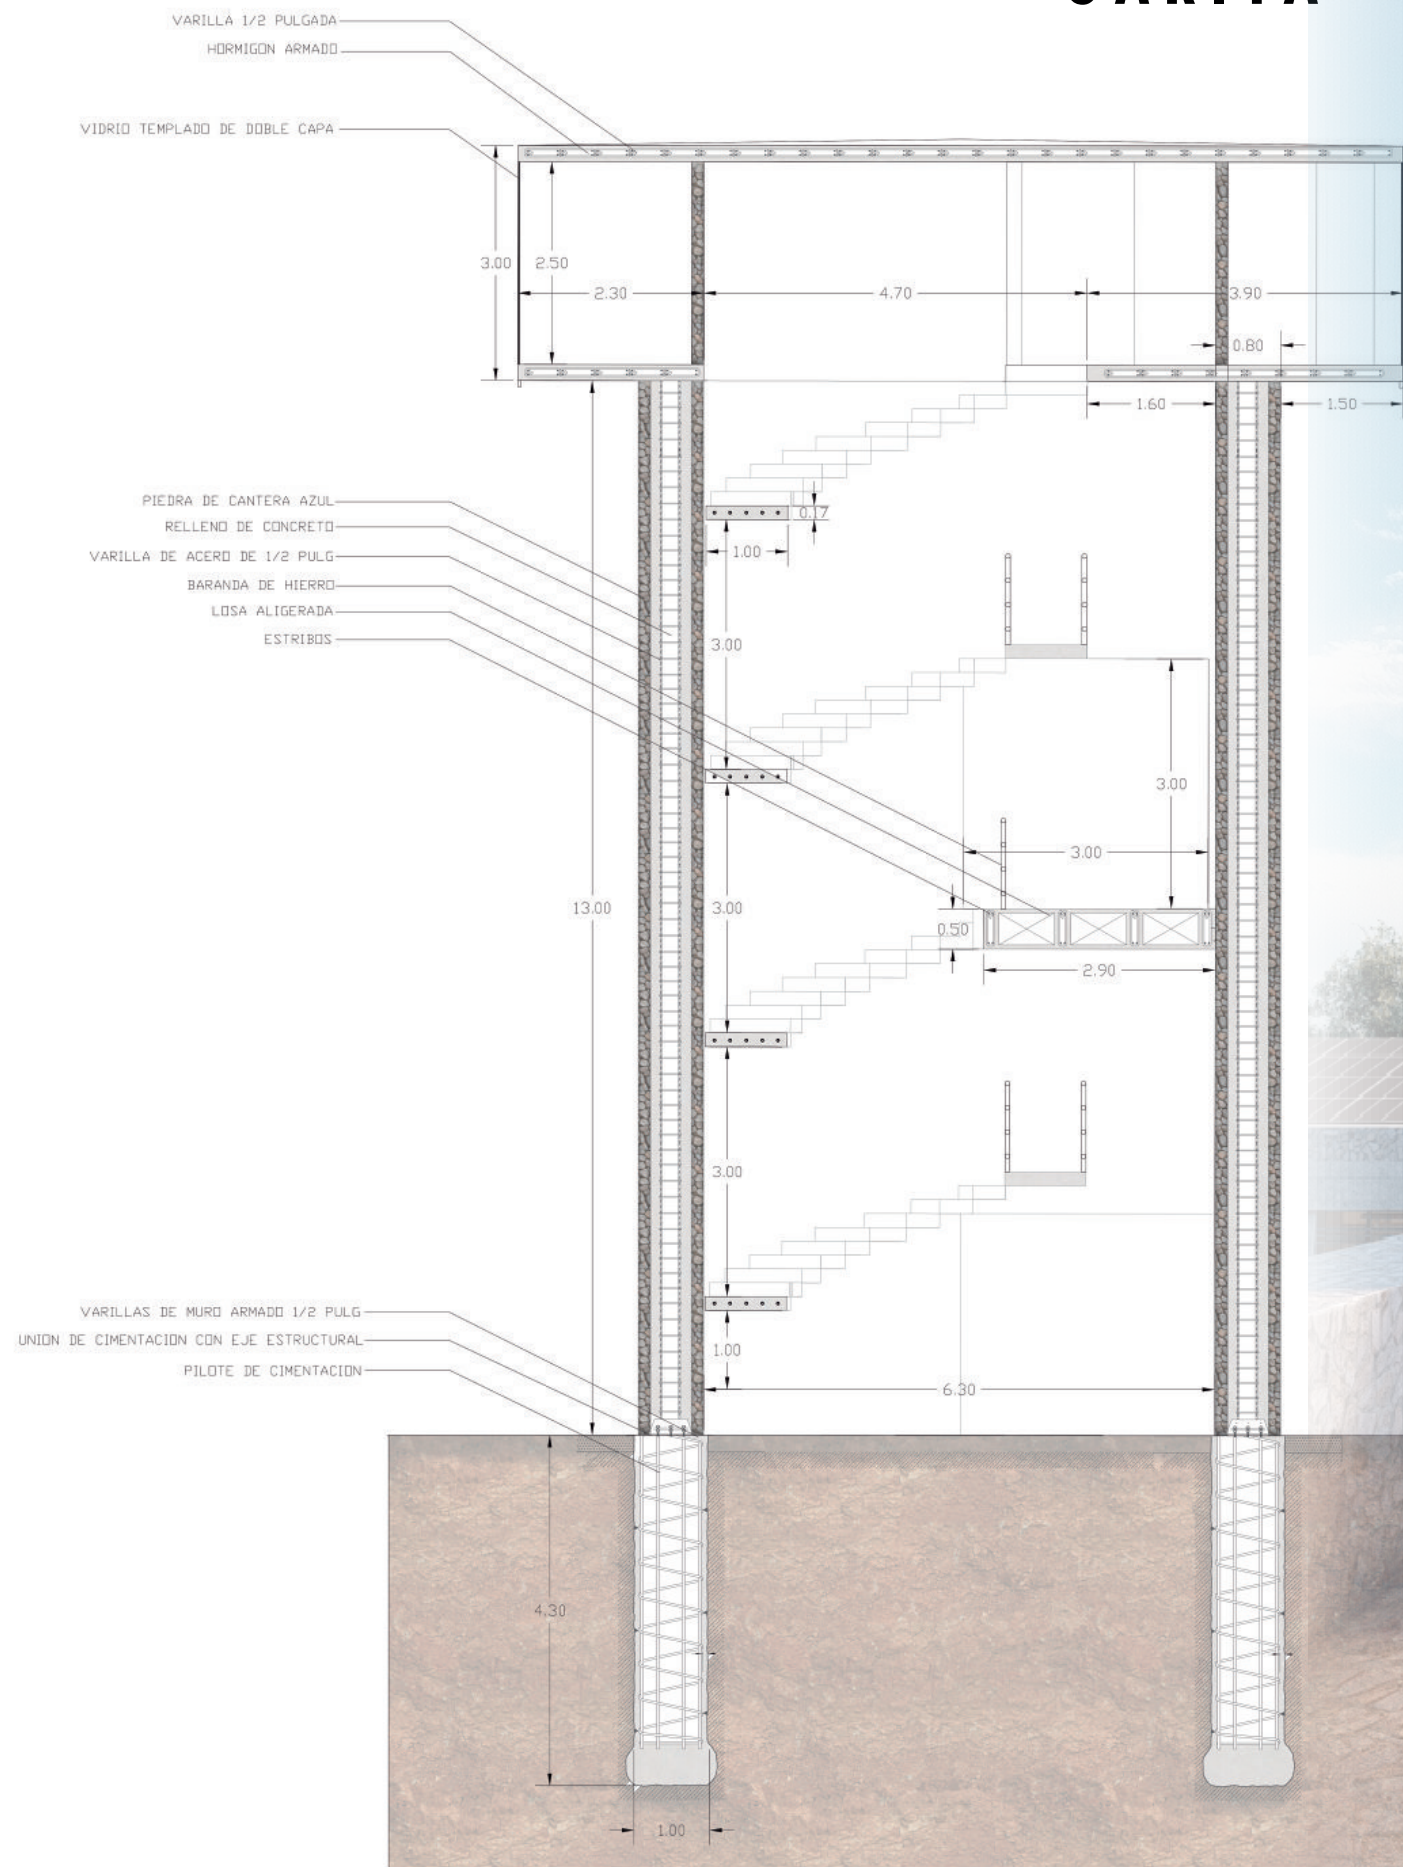 VARILLA 1/2 PULGADA
HORMIGON ARMADO
VIDRIO TEMPLADO DE DOBLE CAPA
3.00
2.50
2.30
4.70
3.90
0.80
1.60
1.50
PIEDRA DE CANTERA AZUL
RELLENO DE CONCRETO
VARILLA DE ACERO DE 1/2 PULG
BARANDA DE HIERRO
LOSA ALIGERADA
ESTRIBOS
0.17
1.00
3.00
3.00
3.00
13.00
3.00
0.50
2.90
3.00
VARILLAS DE MURO ARMADO 1/2 PULG
UNION DE CIMENTACION CON EJE ESTRUCTURAL
PILOTE DE CIMENTACION
1.00
6.30
4.30
1.00